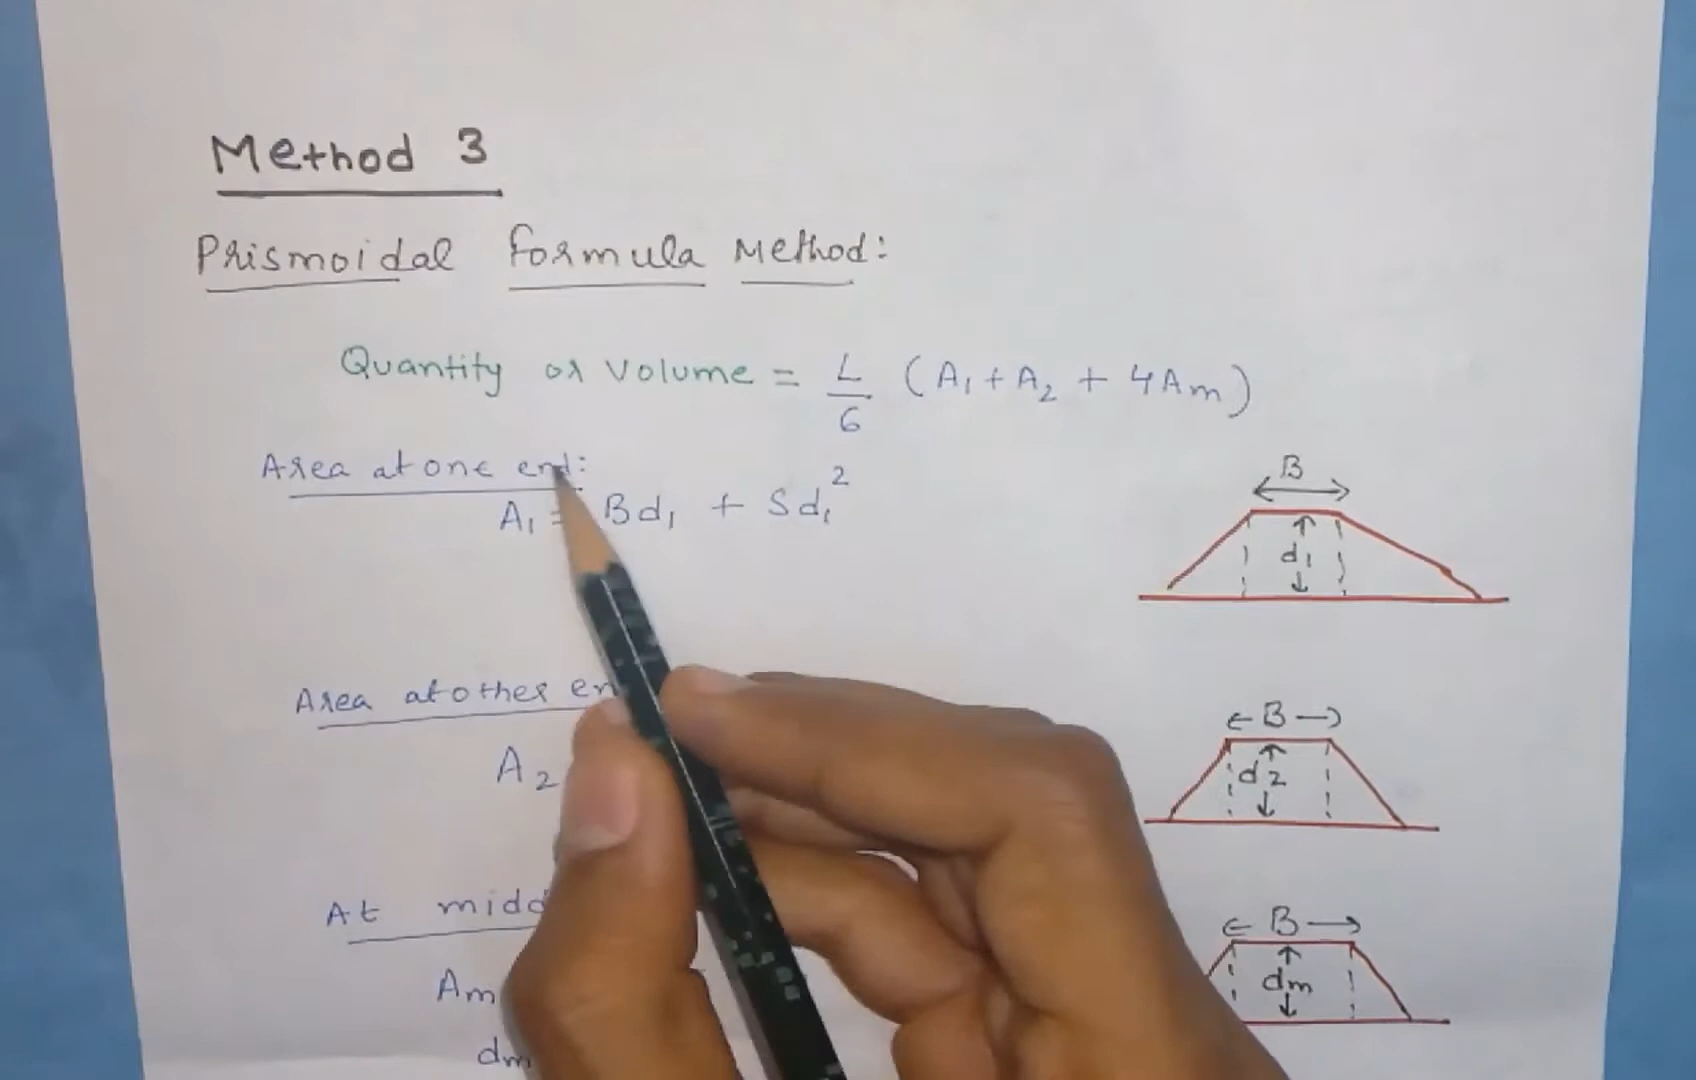 Method 3
Prismoidal formula Method:
Quantity or Volume = L/6 (A₁ + A₂ + 4Am)
Area at one end:
A₁ = Bd₁ + Sd₁²
B
d₁
Area at other
A₂
B
d₂
At
Am
dm
B
dm